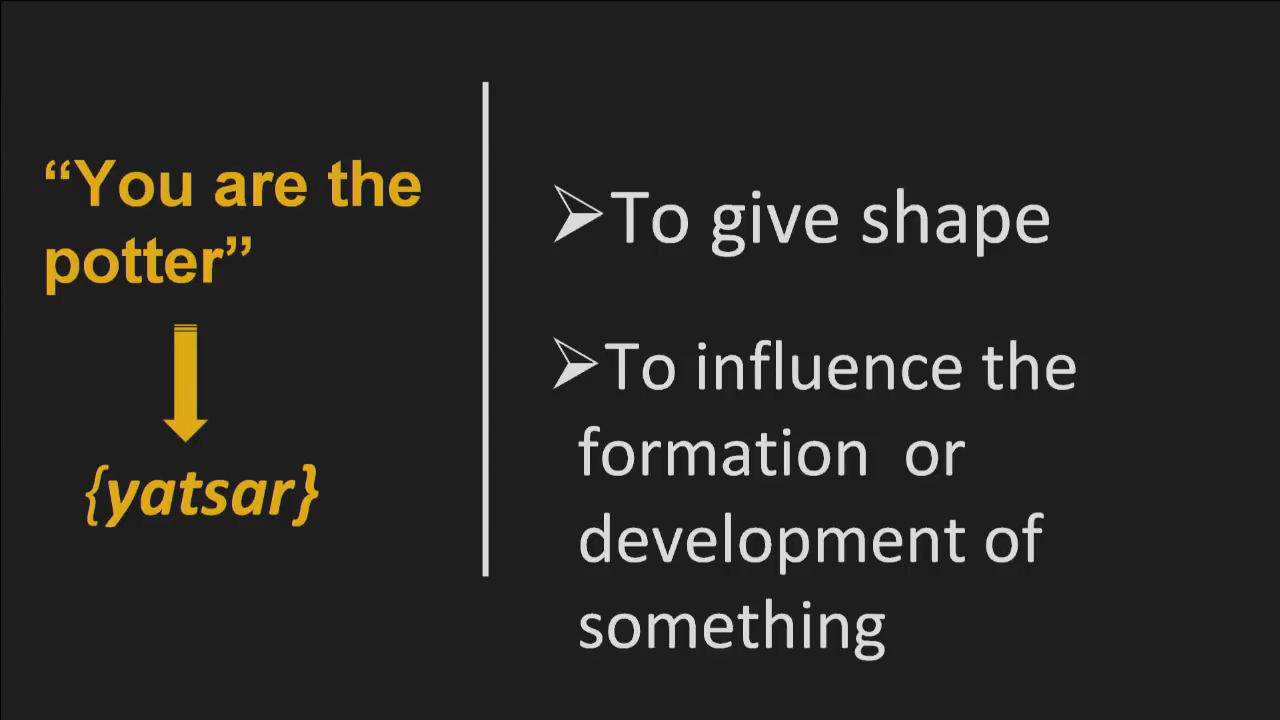 “You are the
potter”
{yatsar}
➢To give shape
➢To influence the
formation or
development of
something